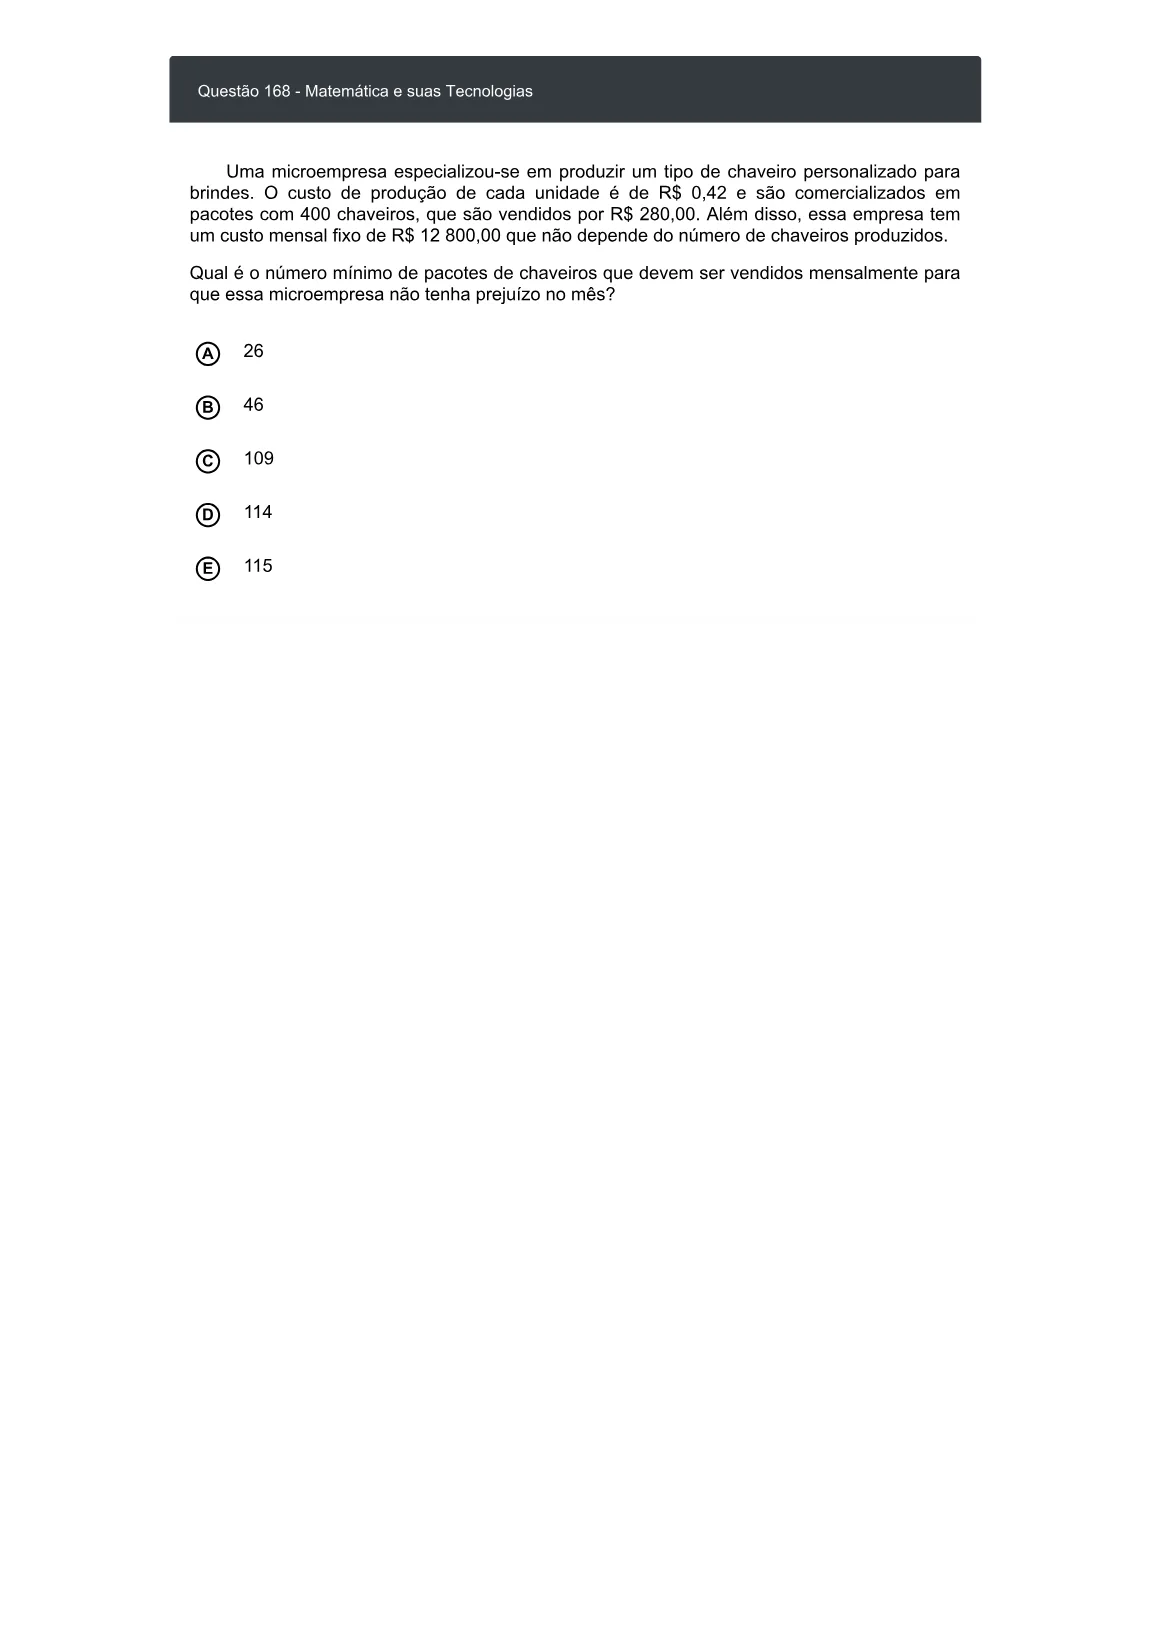 Questão 168 - Matemática e suas Tecnologias
Uma microempresa especializou-se em produzir um tipo de chaveiro personalizado para
brindes. O custo de produção de cada unidade é de R$ 0,42 e são comercializados em
pacotes com 400 chaveiros, que são vendidos por R$ 280,00. Além disso, essa empresa tem
um custo mensal fixo de R$ 12 800,00 que não depende do número de chaveiros produzidos.
Qual é o número mínimo de pacotes de chaveiros que devem ser vendidos mensalmente para
que essa microempresa não tenha prejuízo no mês?
A 26
B 46
C 109
D 114
E 115